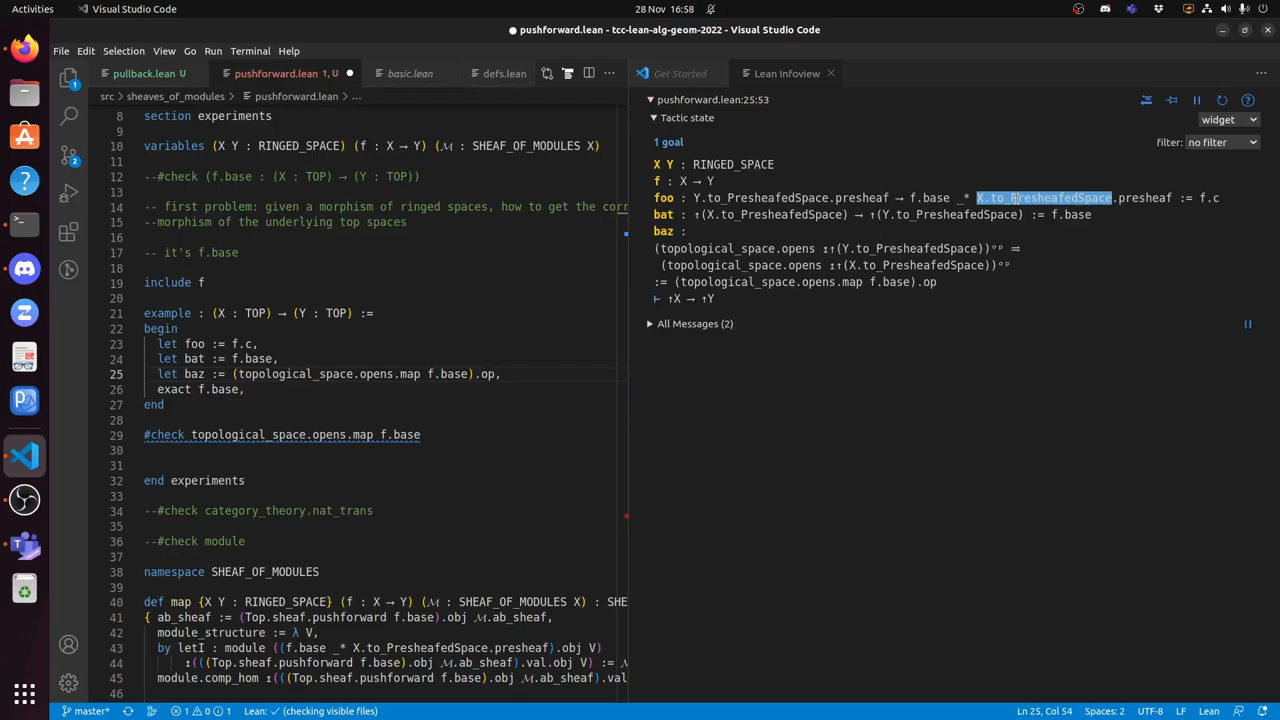 Activities
Visual Studio Code
28 Nov 16:58
pushforward.lean - tcc-lean-alg-geom-2022 - Visual Studio Code
File Edit Selection View Go Run Terminal Help
pullback.lean U
pushforward.lean 1, U
basic.lean
defs.lean
Get Started
Lean Infoview
src > sheaves_of_modules > pushforward.lean > ...
8 section experiments
9
10 variables (X Y : RINGED_SPACE) (f : X ⟶ Y) (ℳ : SHEAF_OF_MODULES X)
11
12 --#check (f.base : (X : TOP) ⟶ (Y : TOP))
13
14 -- first problem: given a morphism of ringed spaces, how to get the corr
15 --morphism of the underlying top spaces
16
17 -- it's f.base
18
19 include f
20
21 example : (X : TOP) ⟶ (Y : TOP) :=
22 begin
23 let foo := f.c,
24 let bat := f.base,
25 let baz := (topological_space.opens.map f.base).op,
26 exact f.base,
27 end
28
29 #check topological_space.opens.map f.base
30
31
32 end experiments
33
34 --#check category_theory.nat_trans
35
36 --#check module
37
38 namespace SHEAF_OF_MODULES
39
40 def map {X Y : RINGED_SPACE} (f : X ⟶ Y) (ℳ : SHEAF_OF_MODULES X) : SHE
41 { ab_sheaf := (Top.sheaf.pushforward f.base).obj ℳ.ab_sheaf,
42 module_structure := λ V,
43 by letI : module ((f.base _* X.to_PresheafedSpace.presheaf).obj V)
44 ↥(((Top.sheaf.pushforward f.base).obj ℳ.ab_sheaf).val.obj V) := ℳ
45 module.comp_hom ↥(((Top.sheaf.pushforward f.base).obj ℳ.ab_sheaf).val
46
pushforward.lean:25:53
Tactic state
widget
1 goal
filter: no filter
X Y : RINGED_SPACE
f : X ⟶ Y
foo : Y.to_PresheafedSpace.presheaf ⟶ f.base _* X.to_PresheafedSpace.presheaf := f.c
bat : ↑(X.to_PresheafedSpace) ⟶ ↑(Y.to_PresheafedSpace) := f.base
baz :
(topological_space.opens ↥↑(Y.to_PresheafedSpace))ᵒᵖ ⥤
(topological_space.opens ↥↑(X.to_PresheafedSpace))ᵒᵖ
:= (topological_space.opens.map f.base).op
⊢ ↑X ⟶ ↑Y
All Messages (2)
1
2
master*
1 0 1
Lean: (checking visible files)
Ln 25, Col 54
Spaces: 2
UTF-8
LF
Lean